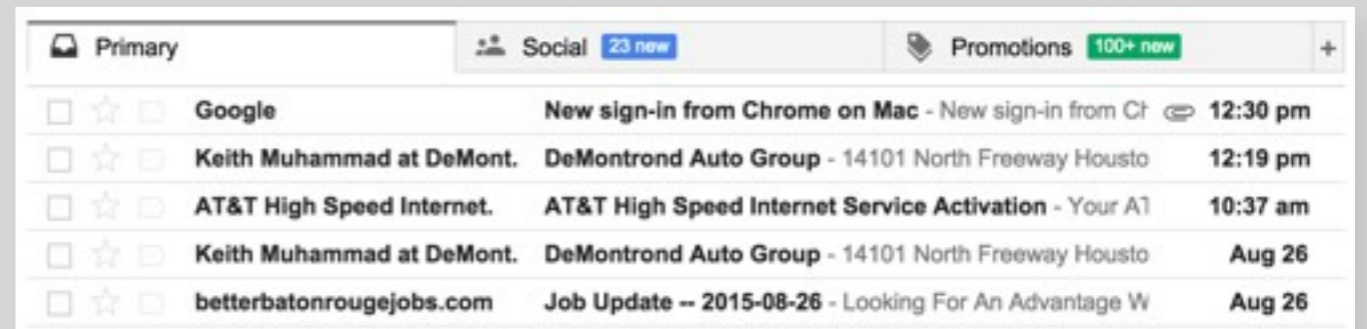 Primary Social 23 new Promotions 100+ new +
Google New sign-in from Chrome on Mac - New sign-in from Ch 12:30 pm
Keith Muhammad at DeMont. DeMontrond Auto Group - 14101 North Freeway Housto 12:19 pm
AT&T High Speed Internet. AT&T High Speed Internet Service Activation - Your AT 10:37 am
Keith Muhammad at DeMont. DeMontrond Auto Group - 14101 North Freeway Housto Aug 26
betterbatonrougejobs.com Job Update -- 2015-08-26 - Looking For An Advantage W Aug 26